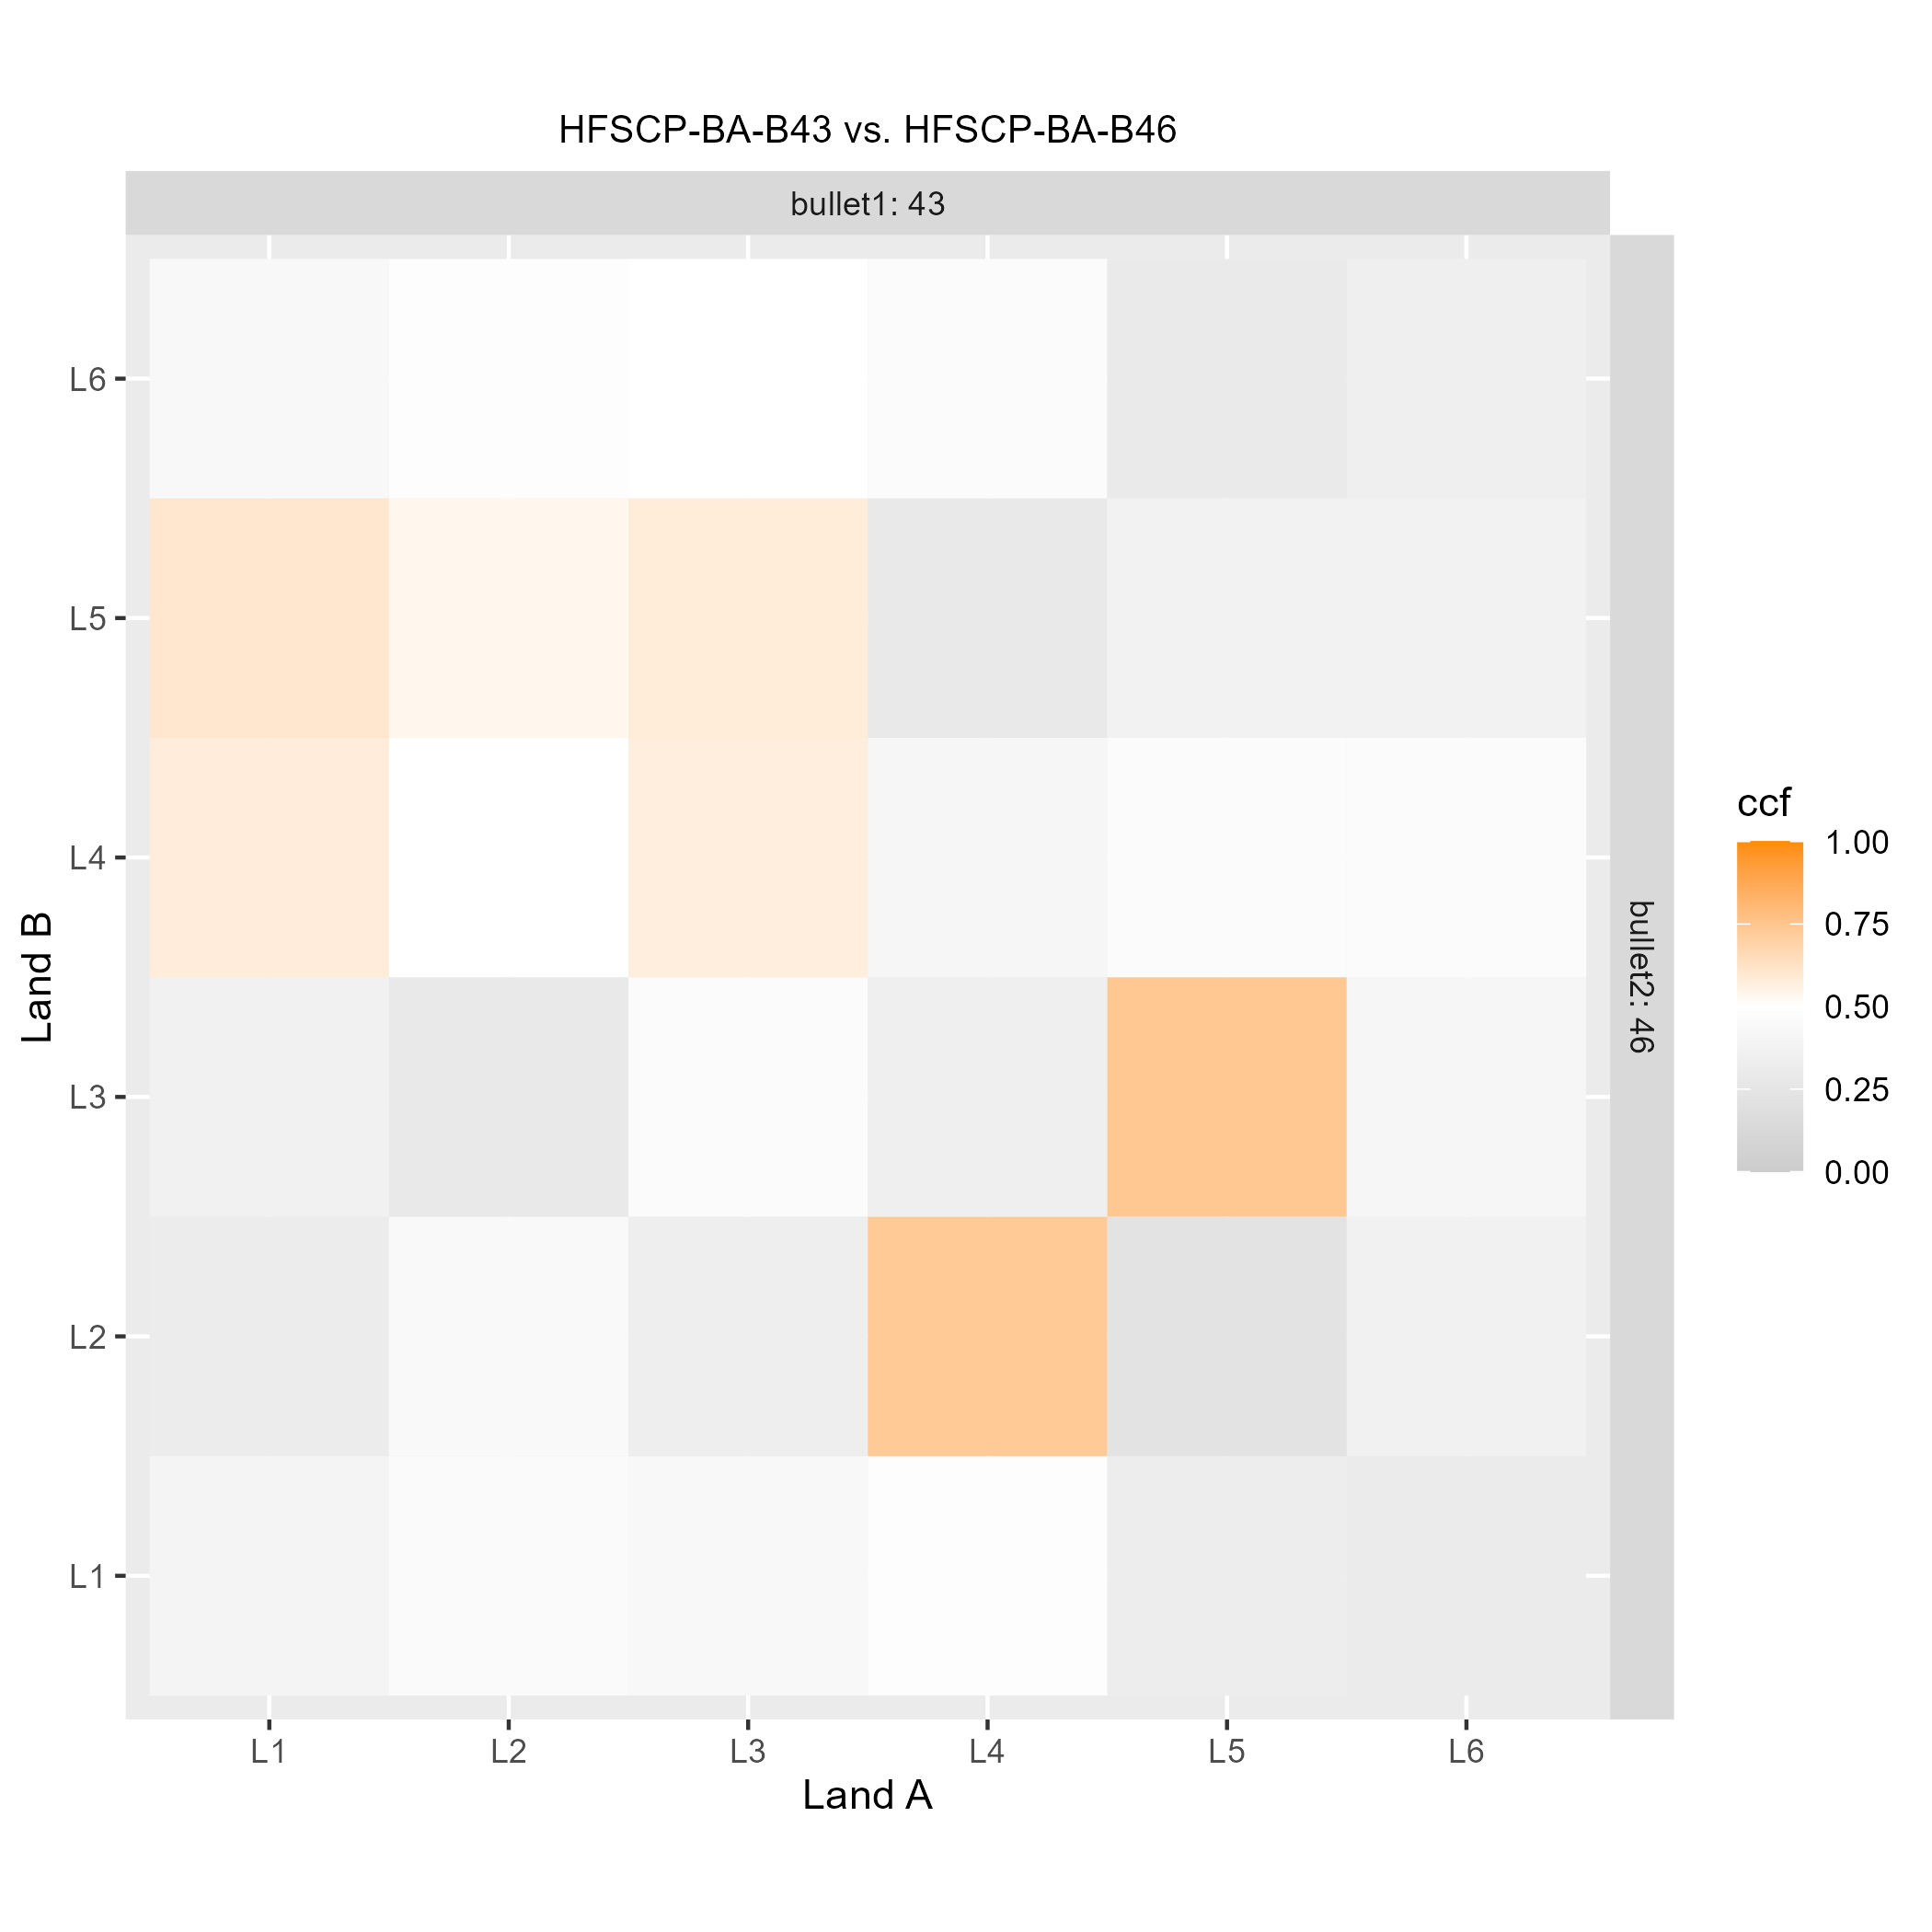 HFSCP-BA-B43 vs. HFSCP-BA-B46
bullet1: 43
L6
L5
L4
L3
L2
L1
Land B
bullet2: 46
ccf
1.00
0.75
0.50
0.25
0.00
L1 L2 L3 L4 L5 L6
Land A